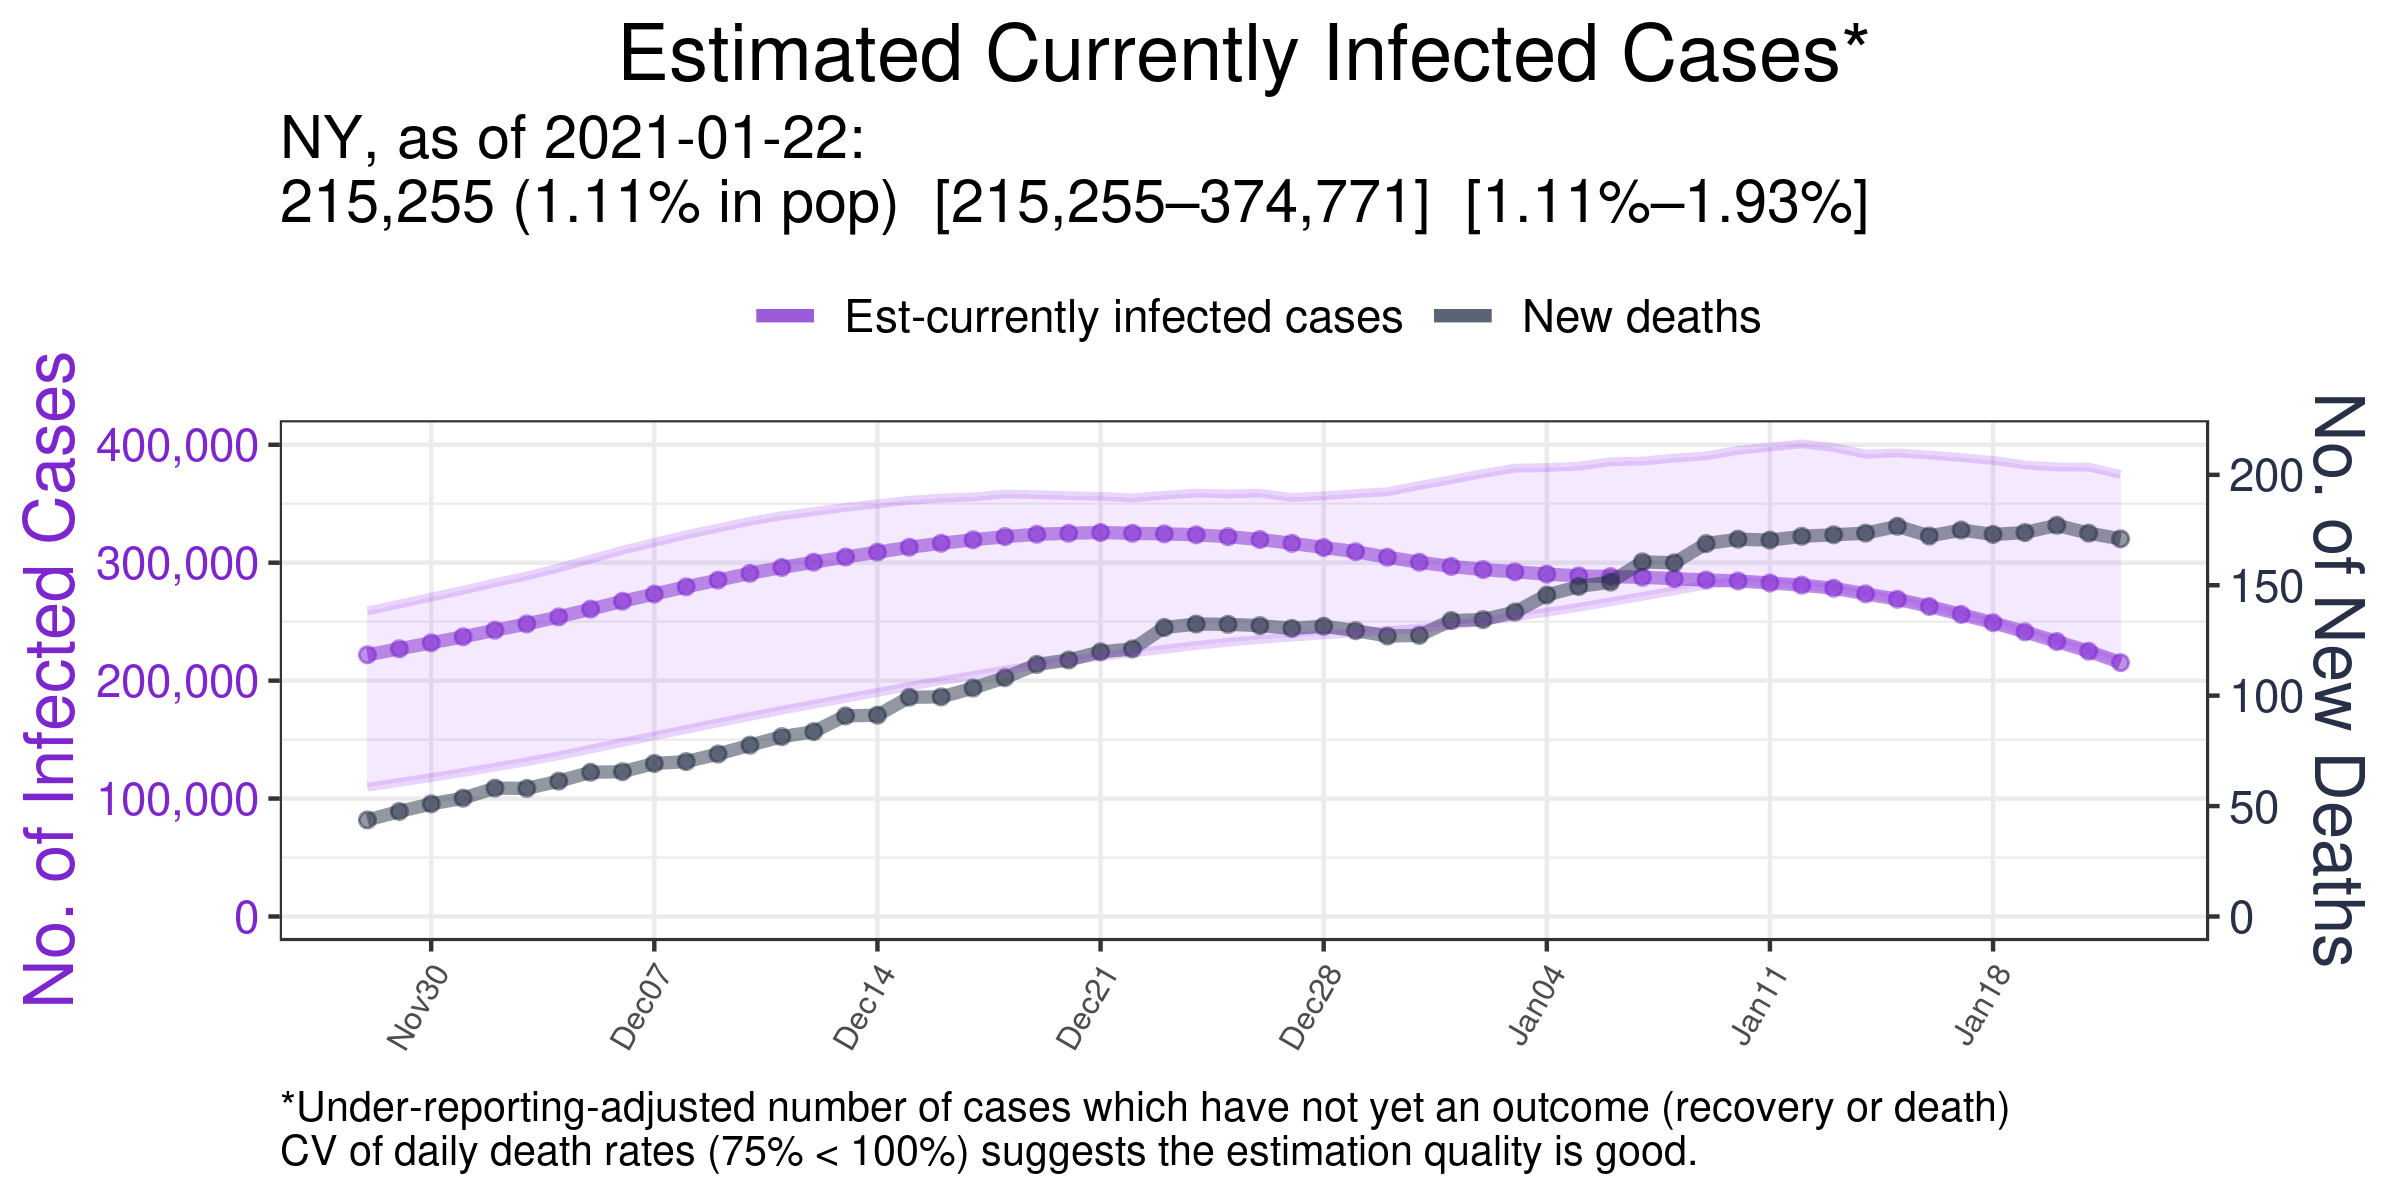 Estimated Currently Infected Cases*
NY, as of 2021-01-22:
215,255 (1.11% in pop)  [215,255–374,771]  [1.11%–1.93%]
Est-currently infected cases
New deaths
No. of Infected Cases
400,000
300,000
200,000
100,000
0
No. of New Deaths
200
150
100
50
0
Nov30
Dec07
Dec14
Dec21
Dec28
Jan04
Jan11
Jan18
*Under-reporting-adjusted number of cases which have not yet an outcome (recovery or death)
CV of daily death rates (75% < 100%) suggests the estimation quality is good.